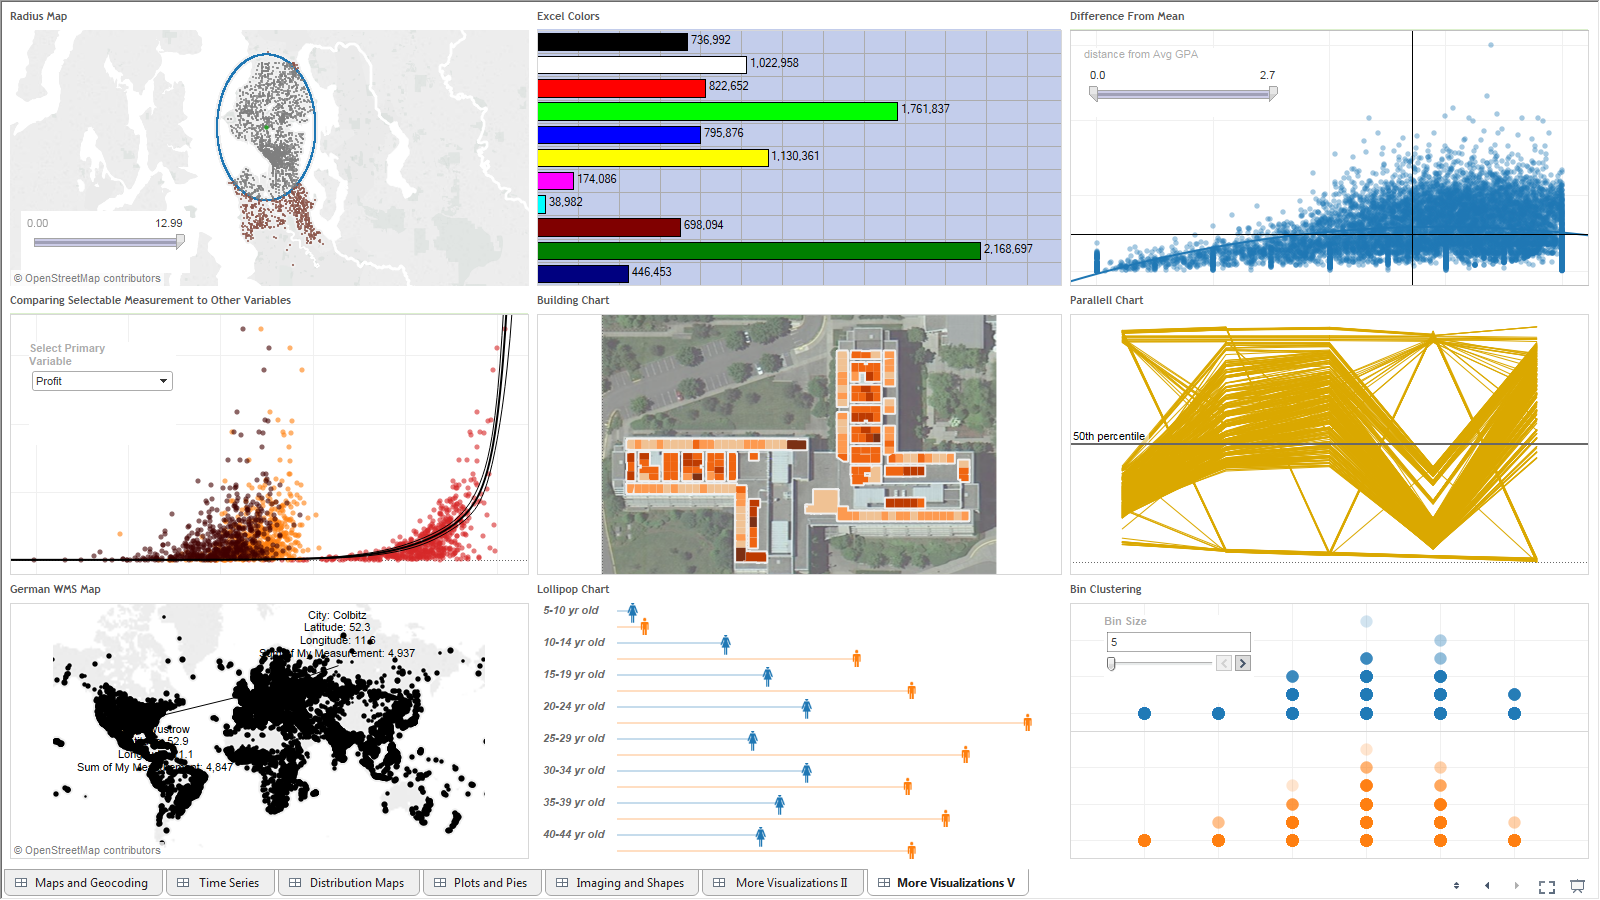 Radius Map
0.00
12.99
© OpenStreetMap contributors
Excel Colors
736,992
1,022,958
822,652
1,761,837
795,876
1,130,361
174,086
38,982
698,094
2,168,697
446,453
Difference From Mean
distance from Avg GPA
0.0
2.7
Comparing Selectable Measurement to Other Variables
Select Primary
Variable
Profit
Building Chart
Parallell Chart
50th percentile
German WMS Map
City: Colbitz
Latitude: 52.3
Longitude: 11.6
Sum of My Measurement: 4,937
52.9
Sum of My Measurement: 4,847
© OpenStreetMap contributors
Lollipop Chart
5-10 yr old
10-14 yr old
15-19 yr old
20-24 yr old
25-29 yr old
30-34 yr old
35-39 yr old
40-44 yr old
Bin Clustering
Bin Size
5
Maps and Geocoding
Time Series
Distribution Maps
Plots and Pies
Imaging and Shapes
More Visualizations II
More Visualizations V